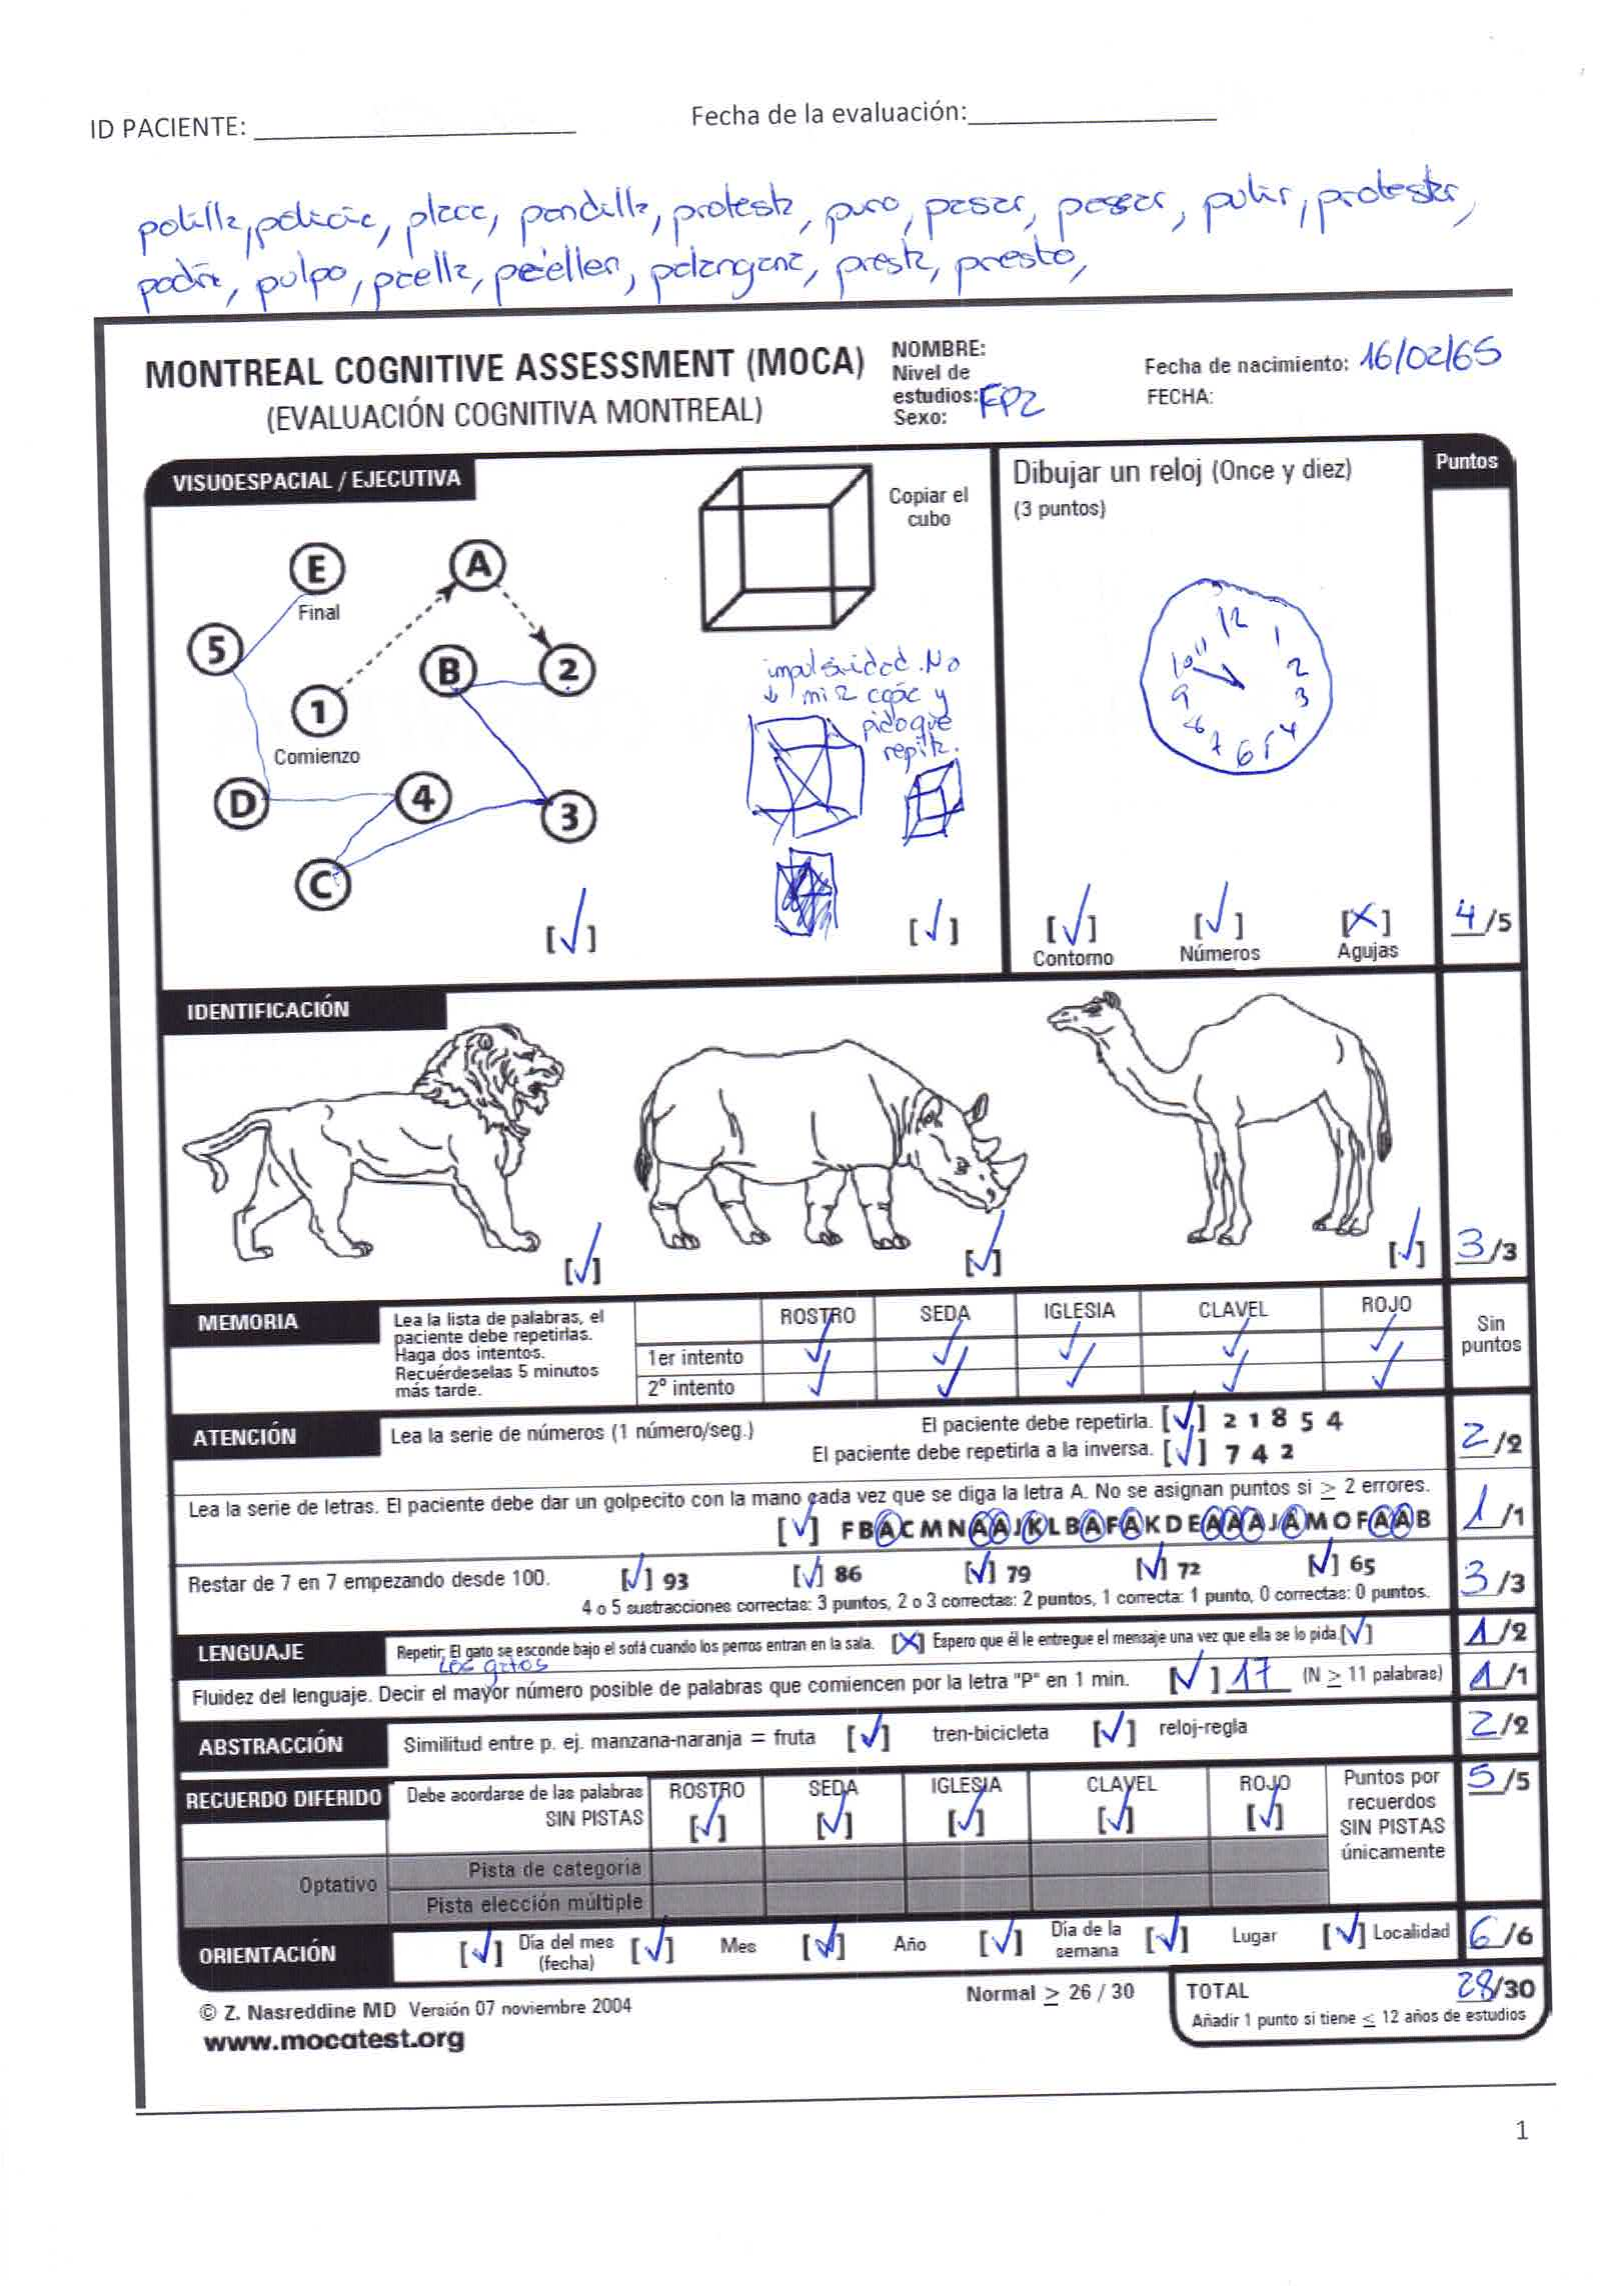 ID PACIENTE: ____________________ Fecha de la evaluación:____________________
polilla, policía, place, pandilla, protesta, puro, pasar, pasear, pulir, protestar,
padre, pulpo, paella, paellera, palangana, presta, presto,
MONTREAL COGNITIVE ASSESSMENT (MOCA)
(EVALUACIÓN COGNITIVA MONTREAL)
NOMBRE:
Nivel de
estudios: FP2
Sexo:
Fecha de nacimiento: 16/02/65
FECHA:
VISUOESPACIAL / EJECUTIVA
E
Final
A
5
B
2
1
Comienzo
D
4
3
C
[√]
Copiar el
cubo
impulsividad. No
↓ mira copie y
pido que
repita.
[√]
Dibujar un reloj (Once y diez)
(3 puntos)
12
11 1
10 2
9 3
8 4
7 6 5
[√] [√] [X]
Contorno Números Agujas
Puntos
4/5
IDENTIFICACIÓN
[√] [√] [√] 3/3
MEMORIA
Lea la lista de palabras, el
paciente debe repetirlas.
Haga dos intentos.
Recuérdeselas 5 minutos
más tarde.
ROSTRO SEDA IGLESIA CLAVEL ROJO
1er intento √ √ √ √ √
2º intento √ √ √ √ √
Sin
puntos
ATENCIÓN
Lea la serie de números (1 número/seg.) El paciente debe repetirla. [√] 2 1 8 5 4
El paciente debe repetirla a la inversa. [√] 7 4 2 2/2
Lea la serie de letras. El paciente debe dar un golpecito con la mano cada vez que se diga la letra A. No se asignan puntos si ≥ 2 errores.
[√] F B A C M N A A J K L B A F A K D E A A A J A M O F A A B 1/1
Restar de 7 en 7 empezando desde 100. [√] 93 [√] 86 [√] 79 [√] 72 [√] 65
4 o 5 sustracciones correctas: 3 puntos, 2 o 3 correctas: 2 puntos, 1 correcta: 1 punto, 0 correctas: 0 puntos. 3/3
LENGUAJE
Repetir: El gato se esconde bajo el sofá cuando los perros entran en la sala. [X] Espero que él le entregue el mensaje una vez que ella se lo pida. [√] 1/2
Los gatos
Fluidez del lenguaje. Decir el mayor número posible de palabras que comiencen por la letra "P" en 1 min. [√] 17 (N ≥ 11 palabras) 1/1
ABSTRACCIÓN
Similitud entre p. ej. manzana-naranja = fruta [√] tren-bicicleta [√] reloj-regla 2/2
RECUERDO DIFERIDO
Debe acordarse de las palabras
SIN PISTAS
ROSTRO SEDA IGLESIA CLAVEL ROJO
[√] [√] [√] [√] [√]
Puntos por
recuerdos
SIN PISTAS
únicamente
5/5
Optativo
Pista de categoría
Pista elección múltiple
ORIENTACIÓN
[√] Día del mes (fecha) [√] Mes [√] Año [√] Día de la semana [√] Lugar [√] Localidad 6/6
© Z. Nasreddine MD Versión 07 noviembre 2004
www.mocatest.org
Normal ≥ 26 / 30
TOTAL 28/30
Añadir 1 punto si tiene ≤ 12 años de estudios
1